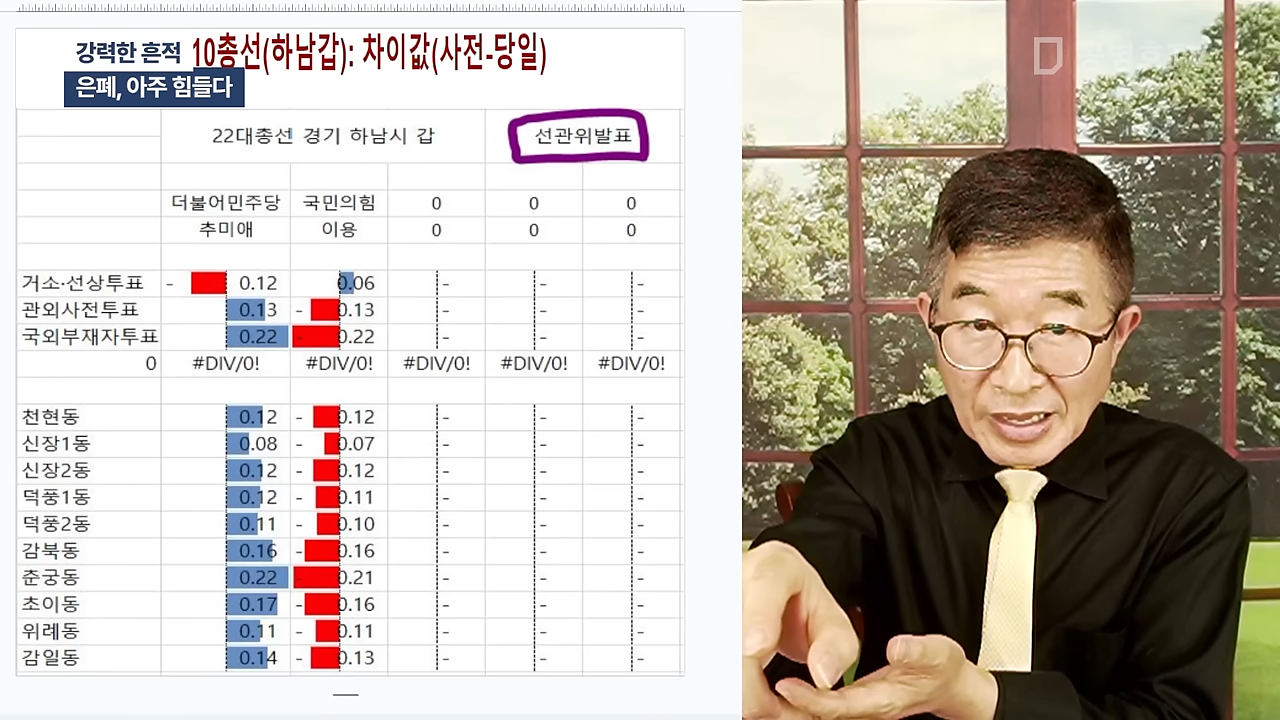 강력한 흔적 10총선(하남갑): 차이값(사전-당일)
은폐, 아주 힘들다
22대총선 경기 하남시 갑 선관위발표
더불어민주당 국민의힘 0 0 0
추미애 이용 0 0 0
거소·선상투표 - 0.12 0.06 - - -
관외사전투표 0.13 - 0.13 - - -
국외부재자투표 0.22 - 0.22 - - -
0 #DIV/0! #DIV/0! #DIV/0! #DIV/0! #DIV/0!
천현동 0.12 - 0.12 - - -
신장1동 0.08 - 0.07 - - -
신장2동 0.12 - 0.12 - - -
덕풍1동 0.12 - 0.11 - - -
덕풍2동 0.11 - 0.10 - - -
감북동 0.16 - 0.16 - - -
춘궁동 0.22 - 0.21 - - -
초이동 0.17 - 0.16 - - -
위례동 0.11 - 0.11 - - -
감일동 0.14 - 0.13 - - -